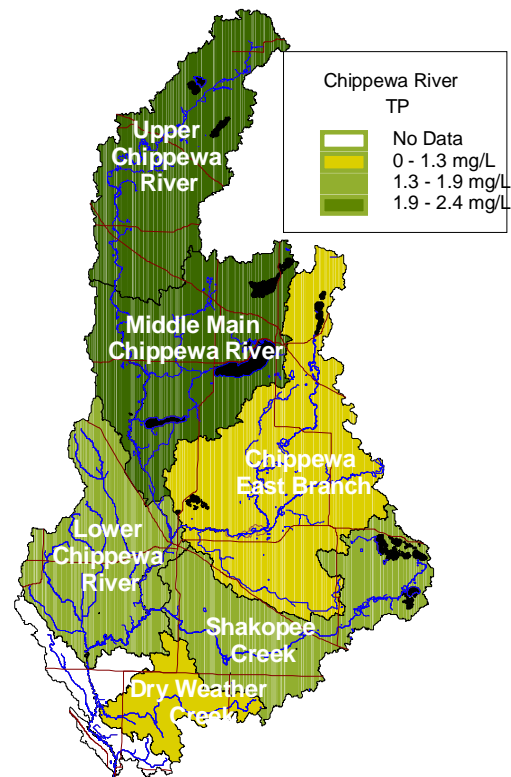 Chippewa River
TP
No Data
0 - 1.3 mg/L
1.3 - 1.9 mg/L
1.9 - 2.4 mg/L
Upper
Chippewa
River
Middle Main
Chippewa River
Chippewa
East Branch
Lower
Chippewa
River
Shakopee
Creek
Dry Weather
Creek